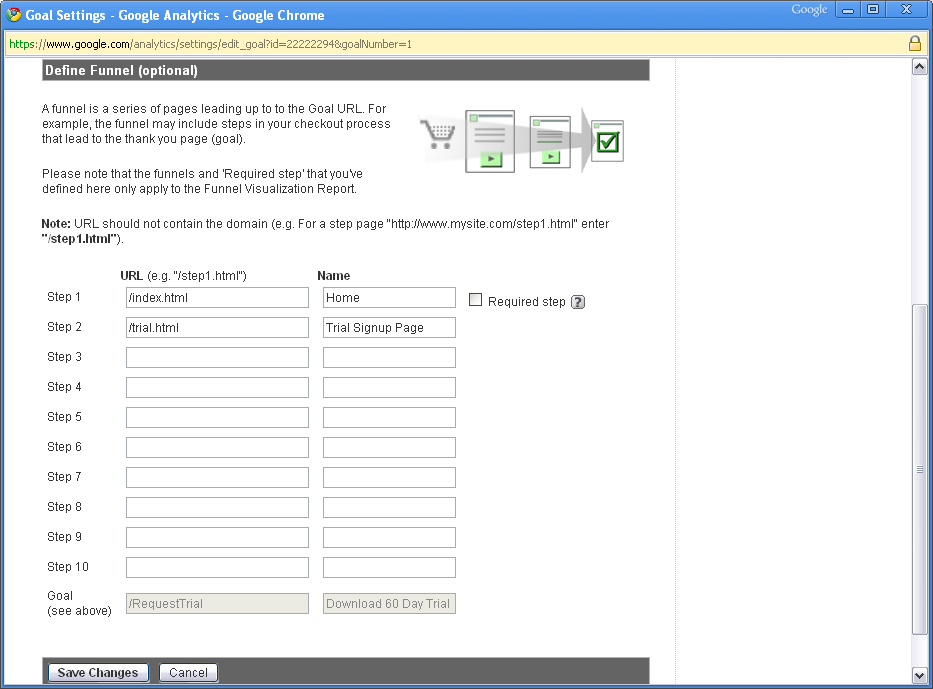 Goal Settings - Google Analytics - Google Chrome
Google
https://www.google.com/analytics/settings/edit_goal?id=22222294&goalNumber=1
Define Funnel (optional)
A funnel is a series of pages leading up to to the Goal URL. For
example, the funnel may include steps in your checkout process
that lead to the thank you page (goal).
Please note that the funnels and 'Required step' that you've
defined here only apply to the Funnel Visualization Report.
Note: URL should not contain the domain (e.g. For a step page "http://www.mysite.com/step1.html" enter
"/step1.html").
URL (e.g. "/step1.html") Name
Step 1 /index.html Home Required step ?
Step 2 /trial.html Trial Signup Page
Step 3
Step 4
Step 5
Step 6
Step 7
Step 8
Step 9
Step 10
Goal
(see above) /RequestTrial Download 60 Day Trial
Save Changes Cancel